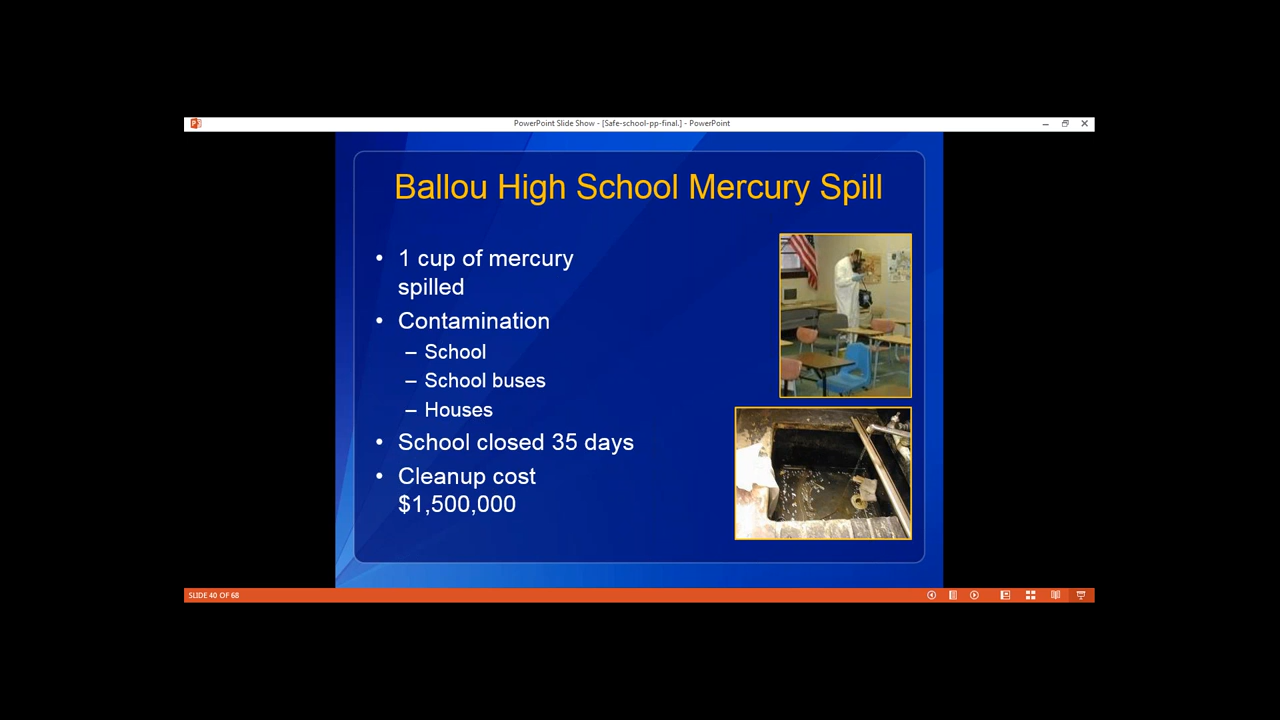 PowerPoint Slide Show - [Safe-school-pp-final.] - PowerPoint
Ballou High School Mercury Spill
• 1 cup of mercury
spilled
• Contamination
– School
– School buses
– Houses
• School closed 35 days
• Cleanup cost
$1,500,000
SLIDE 40 OF 68